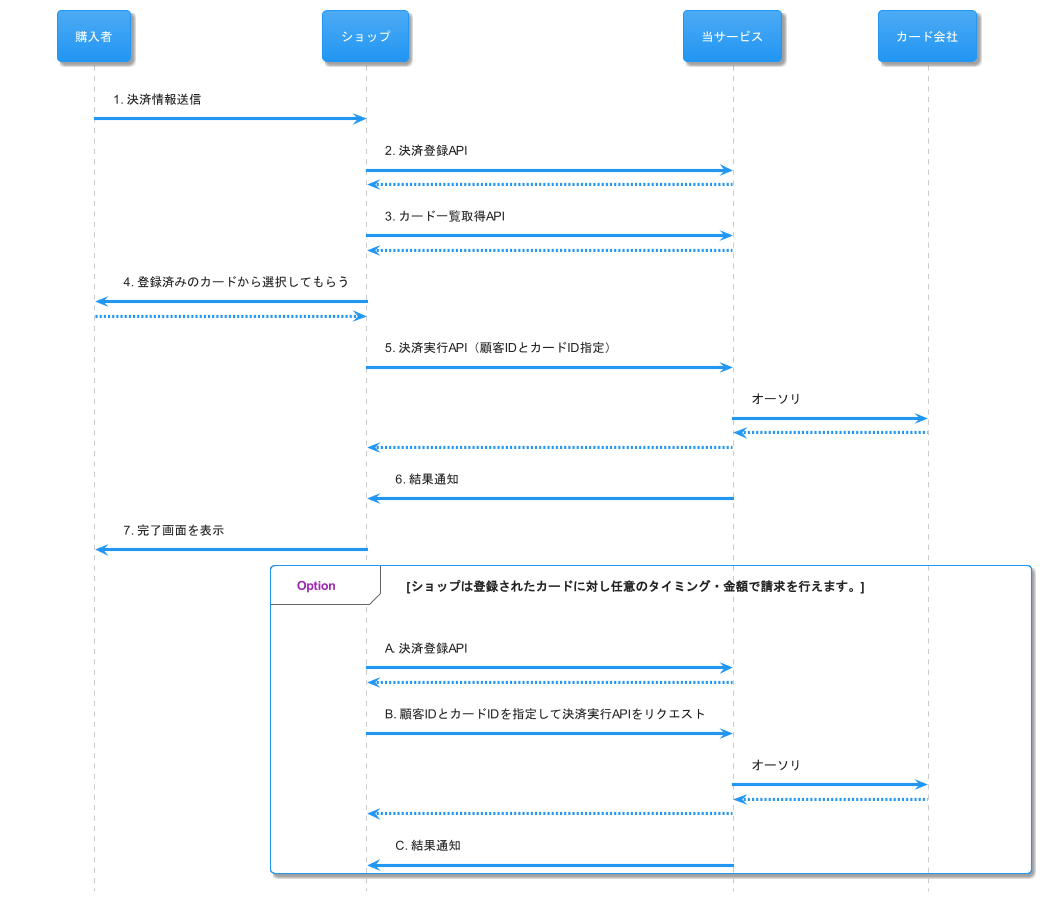 購入者
ショップ
当サービス
カード会社
1. 決済情報送信
2. 決済登録API
3. カード一覧取得API
4. 登録済みのカードから選択してもらう
5. 決済実行API（顧客IDとカードID指定）
オーソリ
6. 結果通知
7. 完了画面を表示
Option
[ショップは登録されたカードに対し任意のタイミング・金額で請求を行えます。]
A. 決済登録API
B. 顧客IDとカードIDを指定して決済実行APIをリクエスト
オーソリ
C. 結果通知